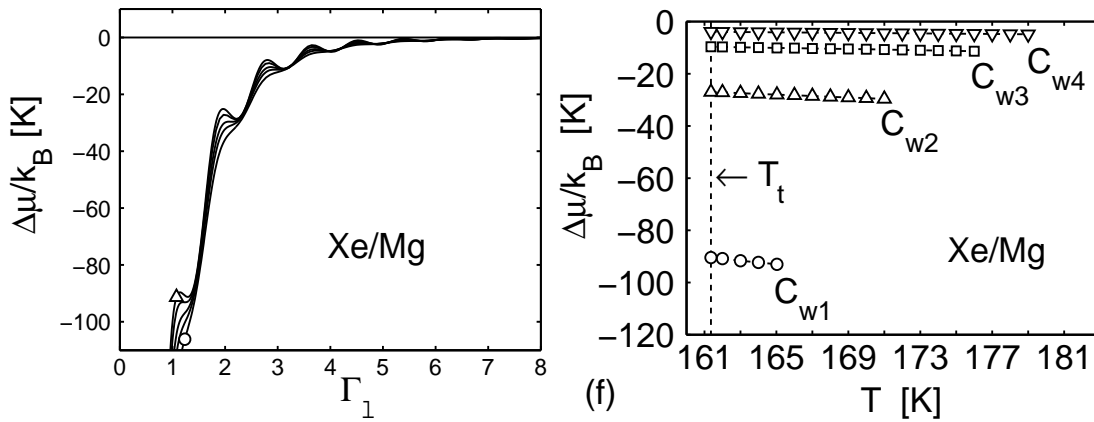 0
−20
−40
−60
−80
−100
Δμ/k_B [K]
Xe/Mg
0 1 2 3 4 5 6 7 8
Γ_l
0
−20
−40
−60
−80
−100
−120
Δμ/k_B [K]
C_w4
C_w3
C_w2
← T_t
Xe/Mg
C_w1
161 165 169 173 177 181
(f)
T [K]